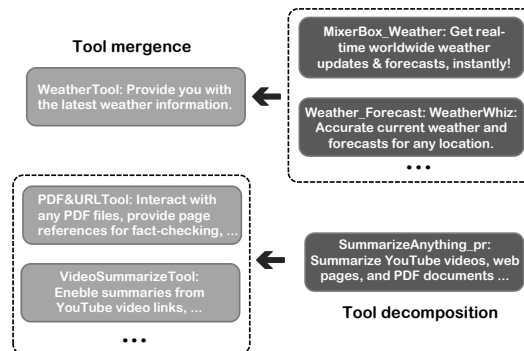 Tool mergence
WeatherTool: Provide you with
the latest weather information.
MixerBox_Weather: Get real-
time worldwide weather
updates & forecasts, instantly!
Weather_Forecast: WeatherWhiz:
Accurate current weather and
forecasts for any location.
...
PDF&URLTool: Interact with
any PDF files, provide page
references for fact-checking, ...
VideoSummarizeTool:
Eneble summaries from
YouTube video links, ...
...
SummarizeAnything_pr:
Summarize YouTube videos, web
pages, and PDF documents ...
Tool decomposition